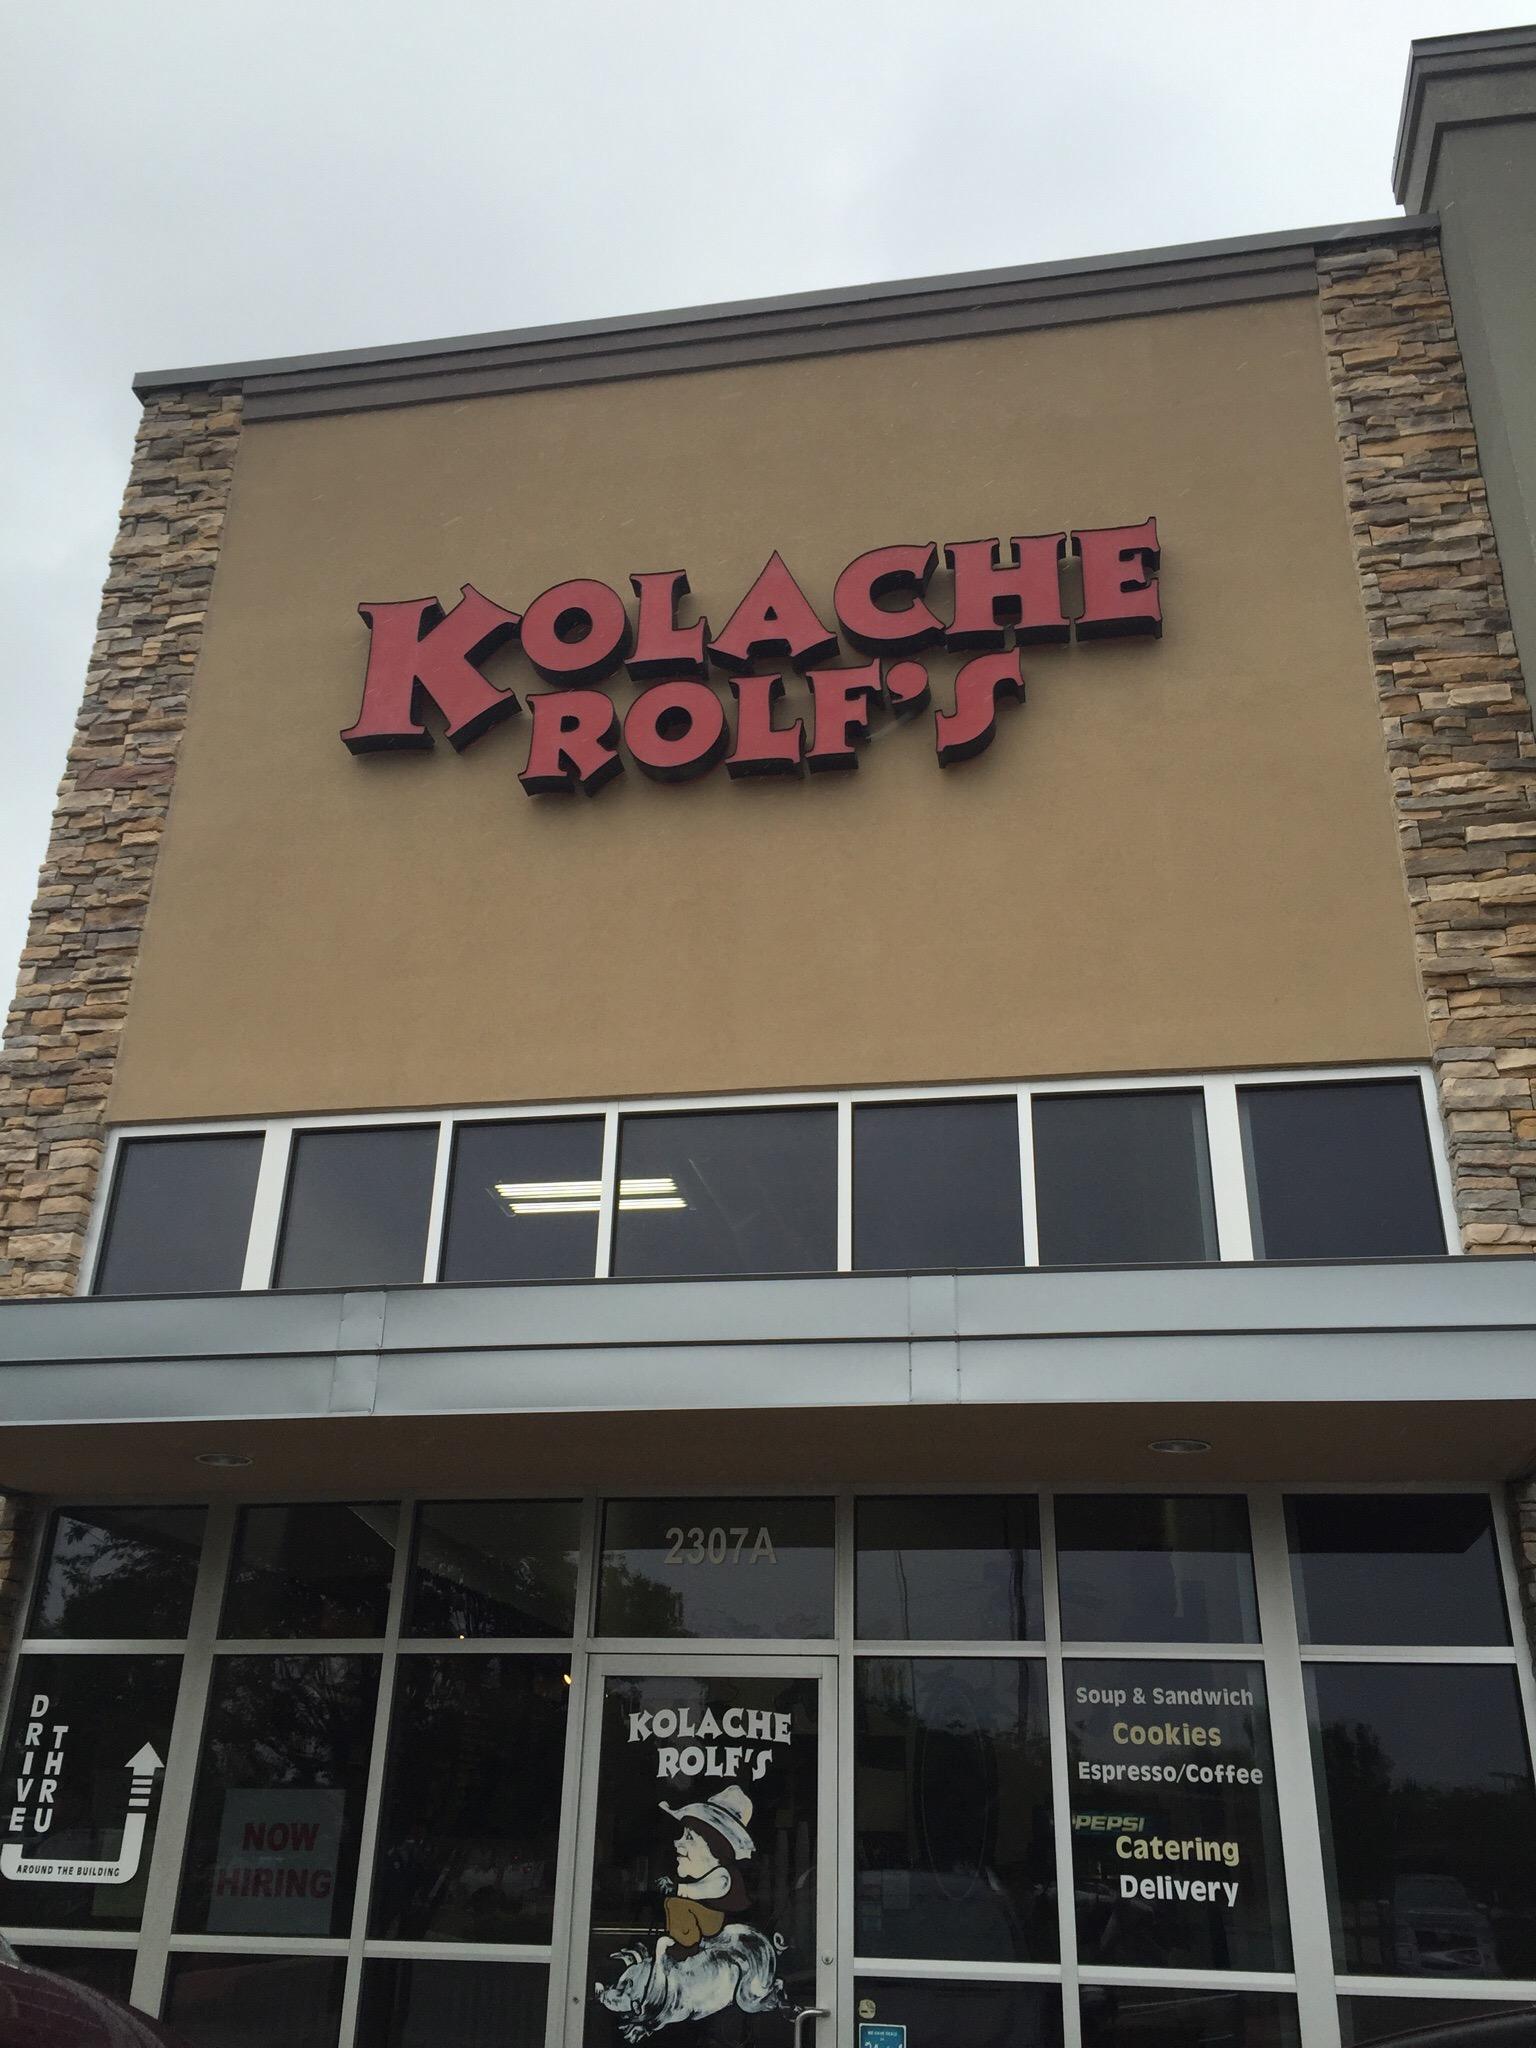 KOLACHE
ROLF'S
2307A
DRIVE
THRU
AROUND THE BUILDING
NOW
HIRING
KOLACHE
ROLF'S
Soup & Sandwich
Cookies
Espresso/Coffee
PEPSI
Catering
Delivery